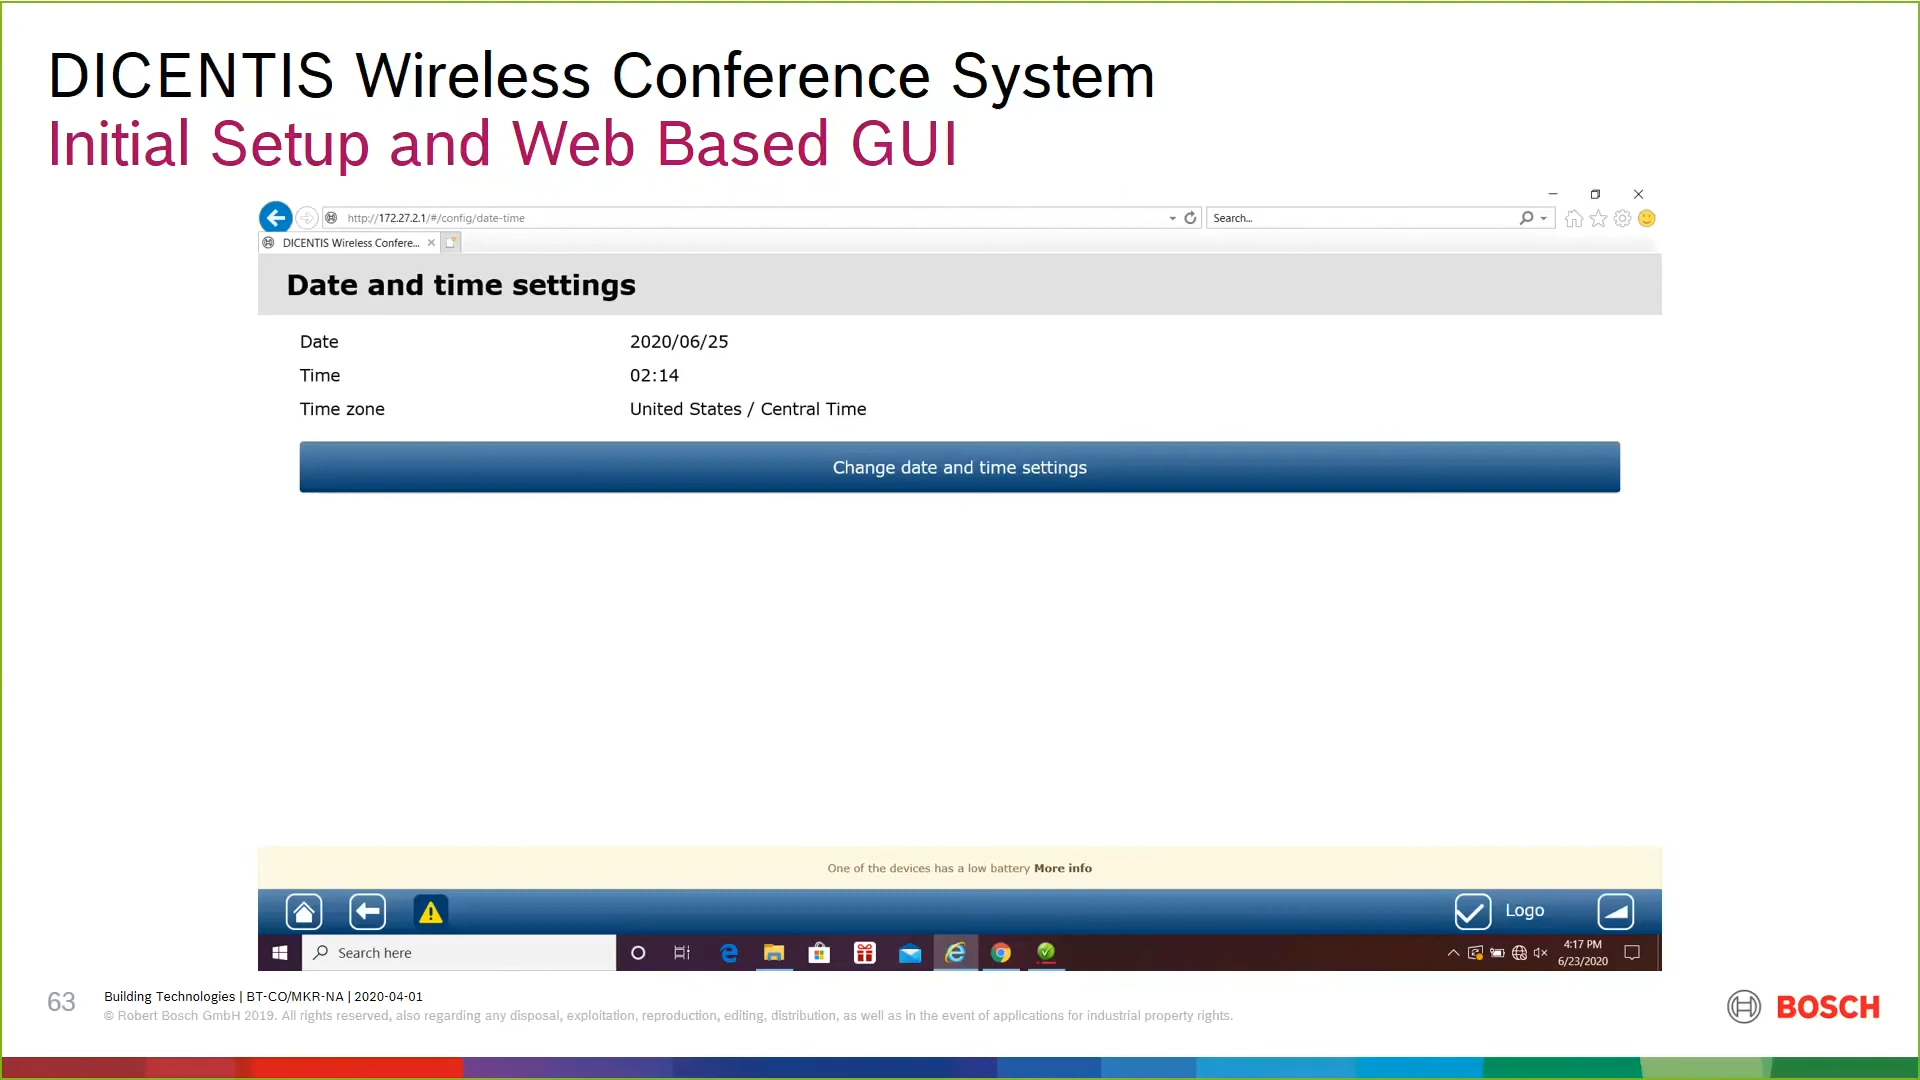 DICENTIS Wireless Conference System
Initial Setup and Web Based GUI
http://172.27.2.1/#/config/date-time
Search...
DICENTIS Wireless Confere...
Date and time settings
Date 2020/06/25
Time 02:14
Time zone United States / Central Time
Change date and time settings
One of the devices has a low battery More info
Logo
Search here
4:17 PM
6/23/2020
63
Building Technologies | BT-CO/MKR-NA | 2020-04-01
© Robert Bosch GmbH 2019. All rights reserved, also regarding any disposal, exploitation, reproduction, editing, distribution, as well as in the event of applications for industrial property rights.
BOSCH